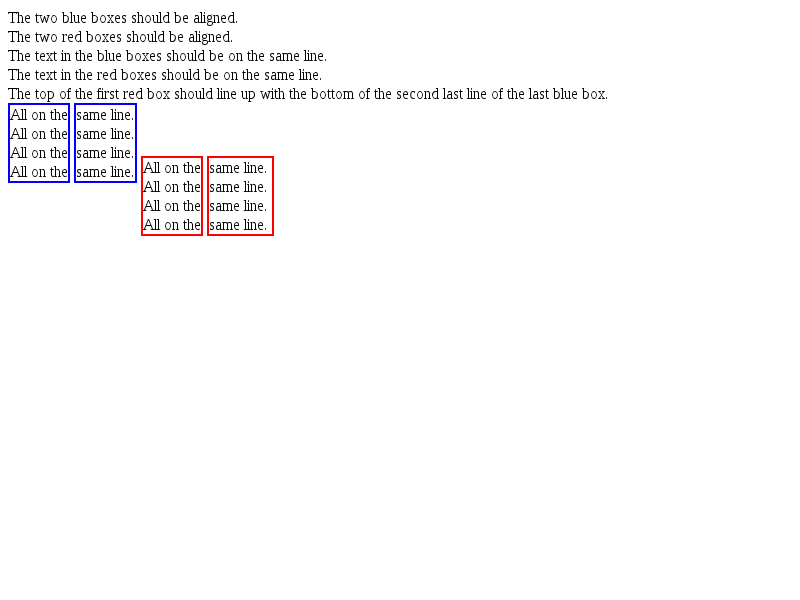 The two blue boxes should be aligned.
The two red boxes should be aligned.
The text in the blue boxes should be on the same line.
The text in the red boxes should be on the same line.
The top of the first red box should line up with the bottom of the second last line of the last blue box.
All on the same line.
All on the same line.
All on the same line.
All on the same line.
All on the same line.
All on the same line.
All on the same line.
All on the same line.